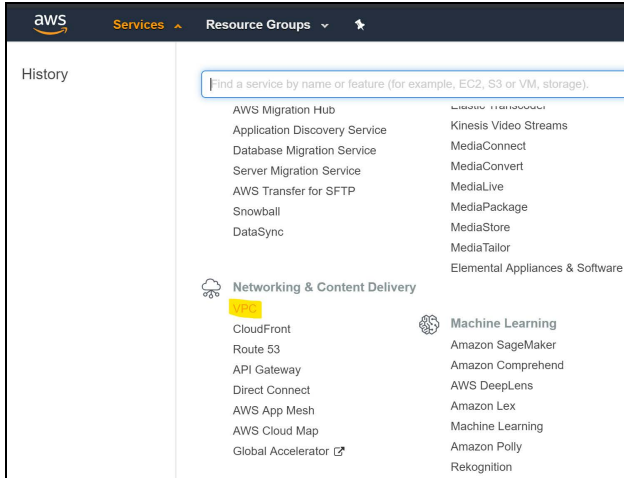 aws
Services
Resource Groups
History
Find a service by name or feature (for example, EC2, S3 or VM, storage).
AWS Migration Hub
Application Discovery Service
Database Migration Service
Server Migration Service
AWS Transfer for SFTP
Snowball
DataSync
Networking & Content Delivery
VPC
CloudFront
Route 53
API Gateway
Direct Connect
AWS App Mesh
AWS Cloud Map
Global Accelerator
Elastic Transcoder
Kinesis Video Streams
MediaConnect
MediaConvert
MediaLive
MediaPackage
MediaStore
MediaTailor
Elemental Appliances & Software
Machine Learning
Amazon SageMaker
Amazon Comprehend
AWS DeepLens
Amazon Lex
Machine Learning
Amazon Polly
Rekognition